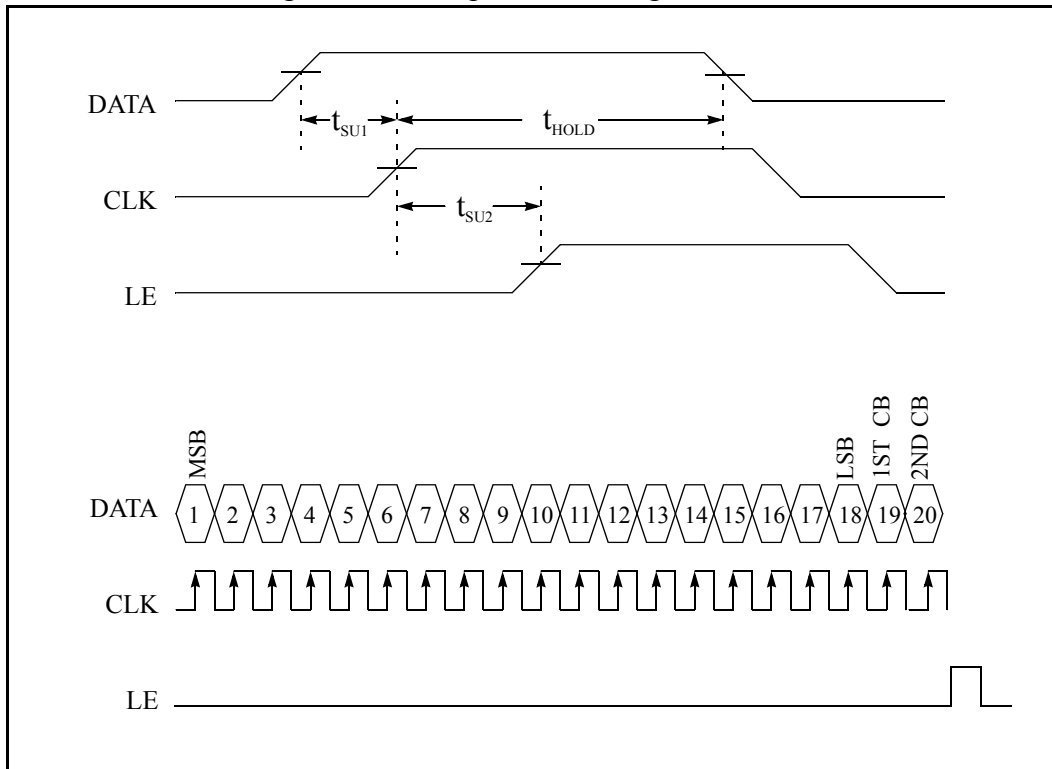 DATA
tSU1
tHOLD
CLK
tSU2
LE
MSB
LSB
1ST CB
2ND CB
DATA 1 2 3 4 5 6 7 8 9 10 11 12 13 14 15 16 17 18 19 20
CLK
LE